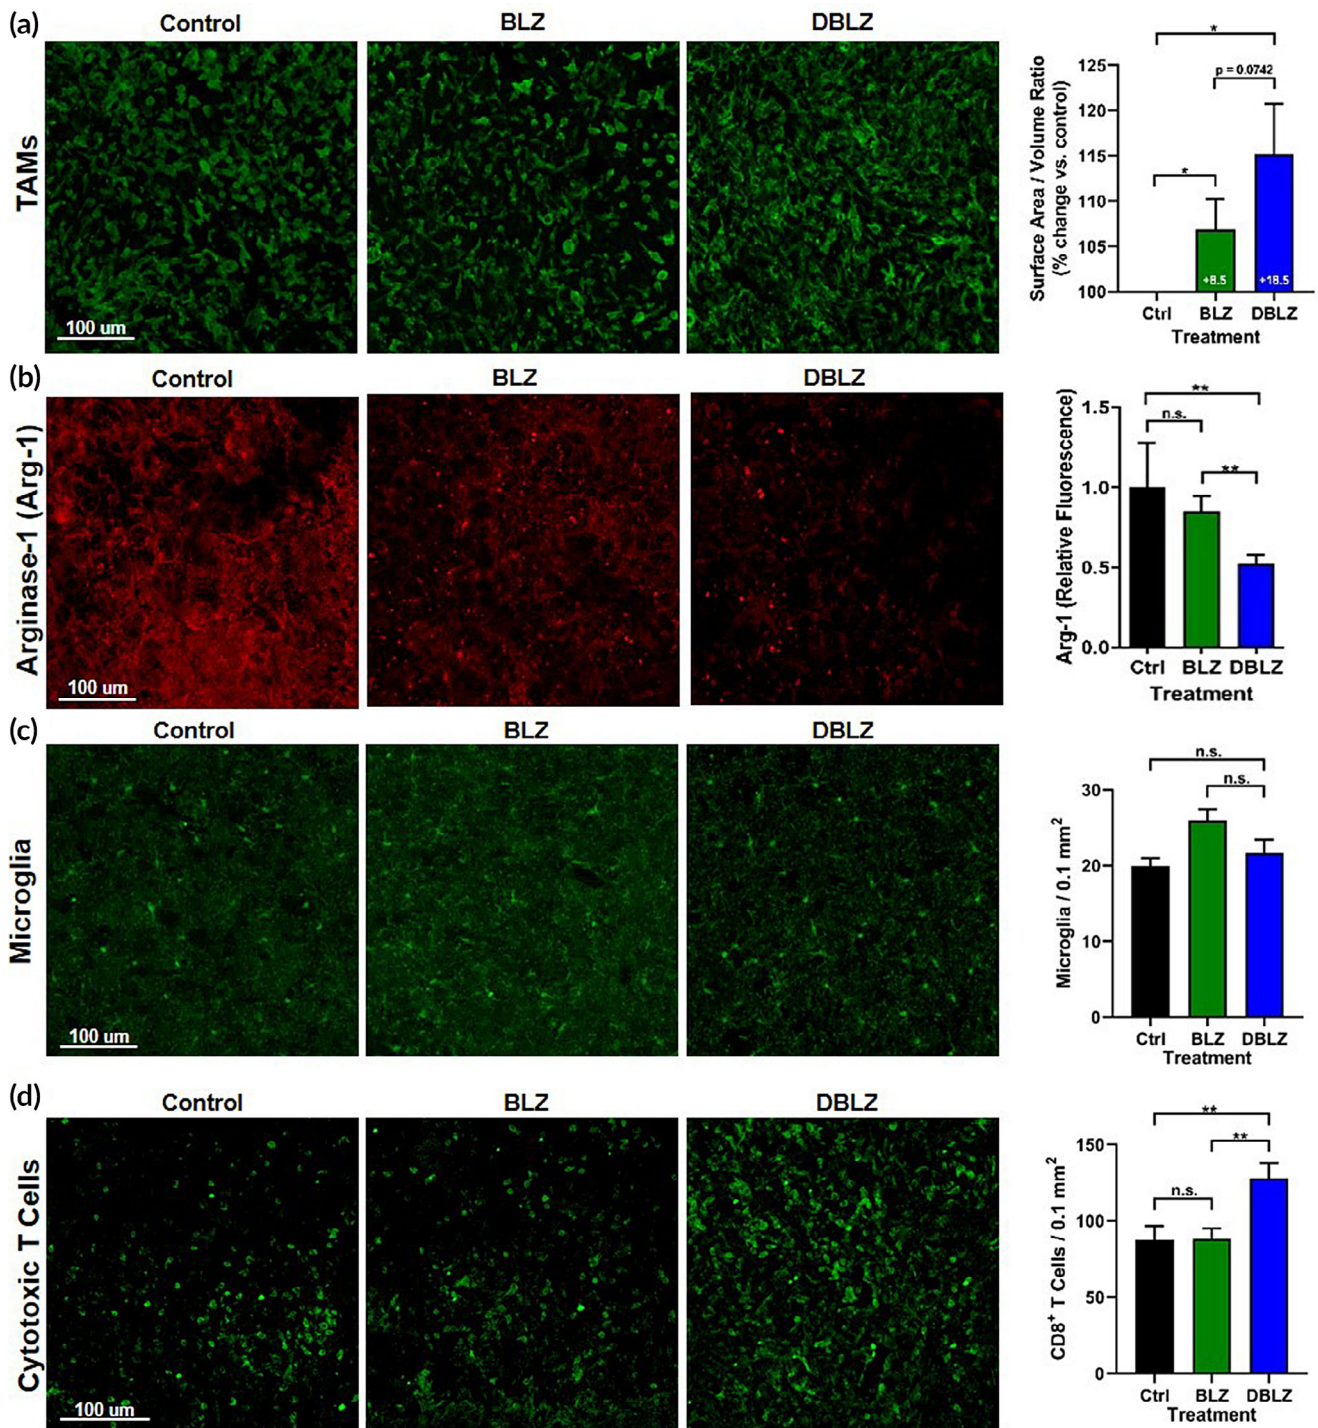 (a)
Control
BLZ
DBLZ
TAMs
100 um
Surface Area / Volume Ratio
(% change vs. control)
125
120
115
110
105
100
*
p = 0.0742
*
+8.5
+18.5
Ctrl BLZ DBLZ
Treatment
(b)
Control
BLZ
DBLZ
Arginase-1 (Arg-1)
100 um
Arg-1 (Relative Fluorescence)
1.5
1.0
0.5
0.0
**
n.s.
**
Ctrl BLZ DBLZ
Treatment
(c)
Control
BLZ
DBLZ
Microglia
100 um
Microglia / 0.1 mm²
30
20
10
0
n.s.
n.s.
Ctrl BLZ DBLZ
Treatment
(d)
Control
BLZ
DBLZ
Cytotoxic T Cells
100 um
CD8⁺ T Cells / 0.1 mm²
150
100
50
0
**
**
n.s.
Ctrl BLZ DBLZ
Treatment